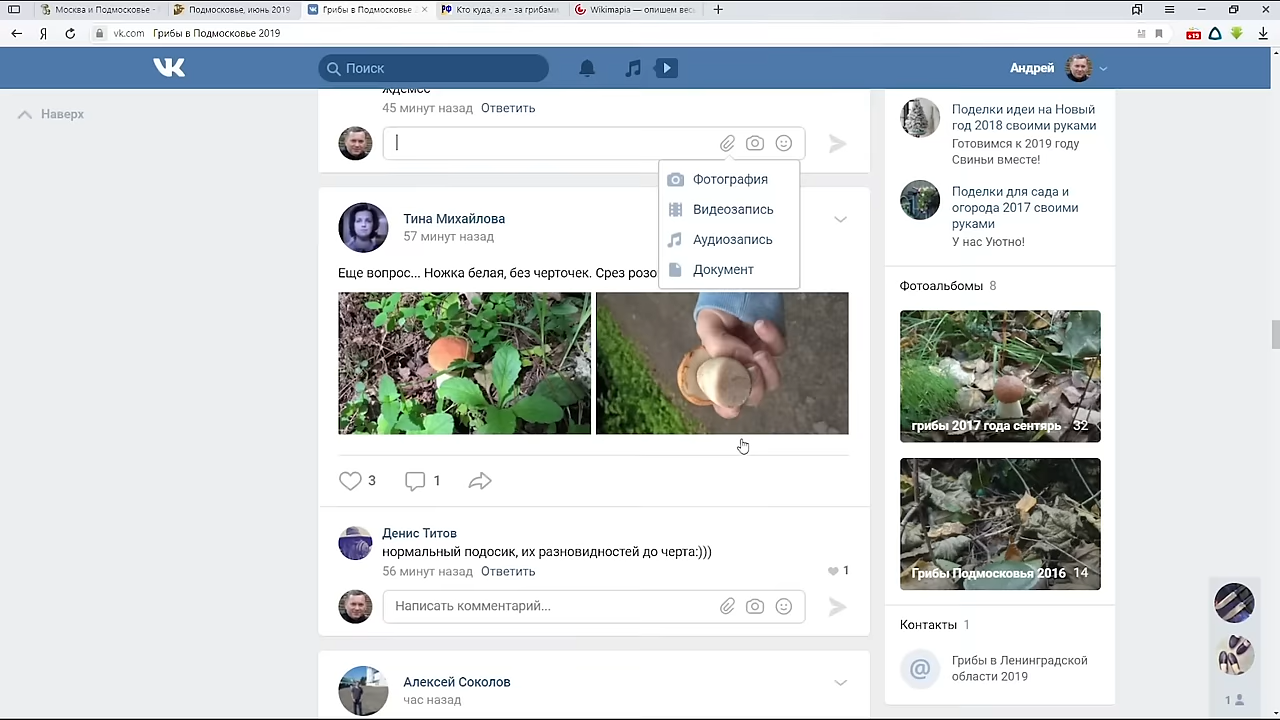 Москва и Подмосковье -
Подмосковье, июнь 2019
Грибы в Подмосковье
Кто куда, а я - за грибами
Wikimapia — опишем вес
vk.com Грибы в Подмосковье 2019
+15
Поиск
Андрей
Наверх
ждемсс
45 минут назад Ответить
Фотография
Видеозапись
Аудиозапись
Документ
Тина Михайлова
57 минут назад
Еще вопрос... Ножка белая, без черточек. Срез розо
3 1
Денис Титов
нормальный подосик, их разновидностей до черта:)))
56 минут назад Ответить
1
Написать комментарий...
Алексей Соколов
час назад
Поделки идеи на Новый
год 2018 своими руками
Готовимся к 2019 году
Свиньи вместе!
Поделки для сада и
огорода 2017 своими
руками
У нас Уютно!
Фотоальбомы 8
грибы 2017 года сентярь 32
Грибы Подмосковья 2016 14
Контакты 1
@
Грибы в Ленинградской
области 2019
1